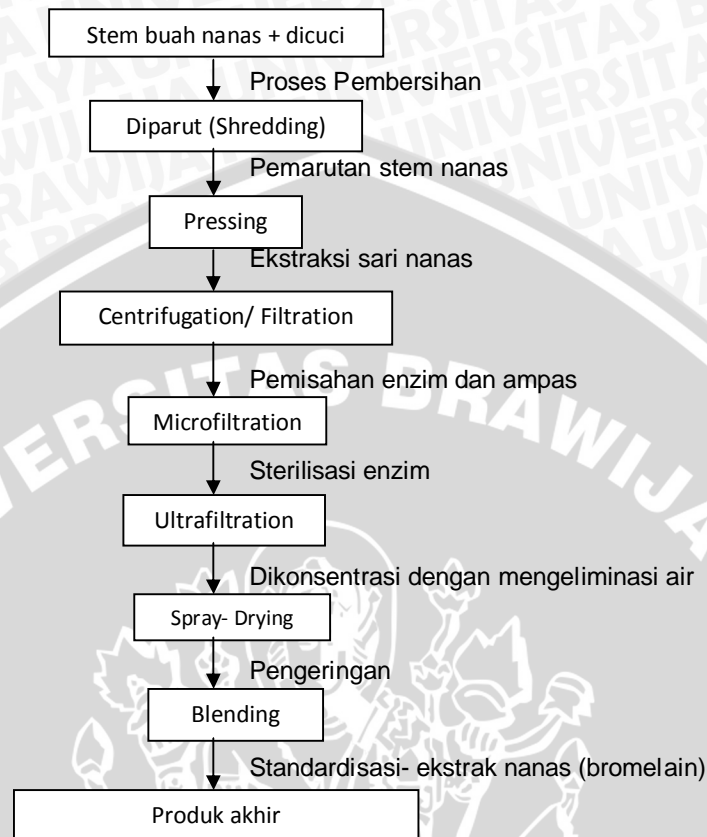 Stem buah nanas + dicuci
Proses Pembersihan
Diparut (Shredding)
Pemarutan stem nanas
Pressing
Ekstraksi sari nanas
Centrifugation/ Filtration
Pemisahan enzim dan ampas
Microfiltration
Sterilisasi enzim
Ultrafiltration
Dikonsentrasi dengan mengeliminasi air
Spray- Drying
Pengeringan
Blending
Standardisasi- ekstrak nanas (bromelain)
Produk akhir